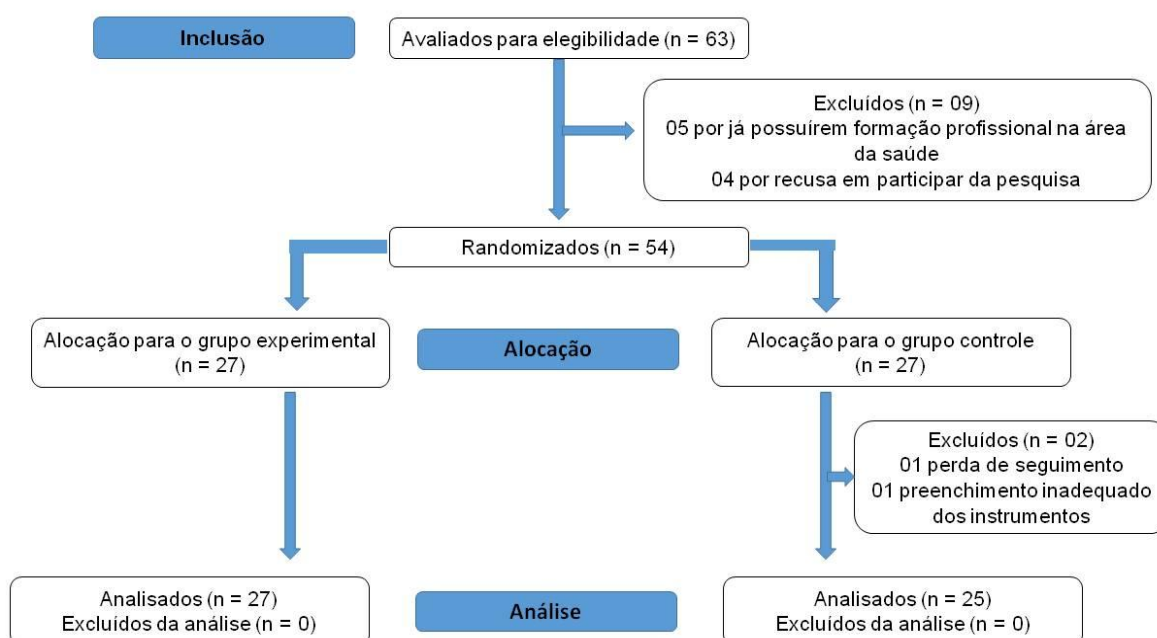 Inclusão
Avaliados para elegibilidade (n = 63)
Excluídos (n = 09)
05 por já possuírem formação profissional na área
da saúde
04 por recusa em participar da pesquisa
Randomizados (n = 54)
Alocação para o grupo experimental
(n = 27)
Alocação
Alocação para o grupo controle
(n = 27)
Excluídos (n = 02)
01 perda de seguimento
01 preenchimento inadequado
dos instrumentos
Analisados (n = 27)
Excluídos da análise (n = 0)
Análise
Analisados (n = 25)
Excluídos da análise (n = 0)